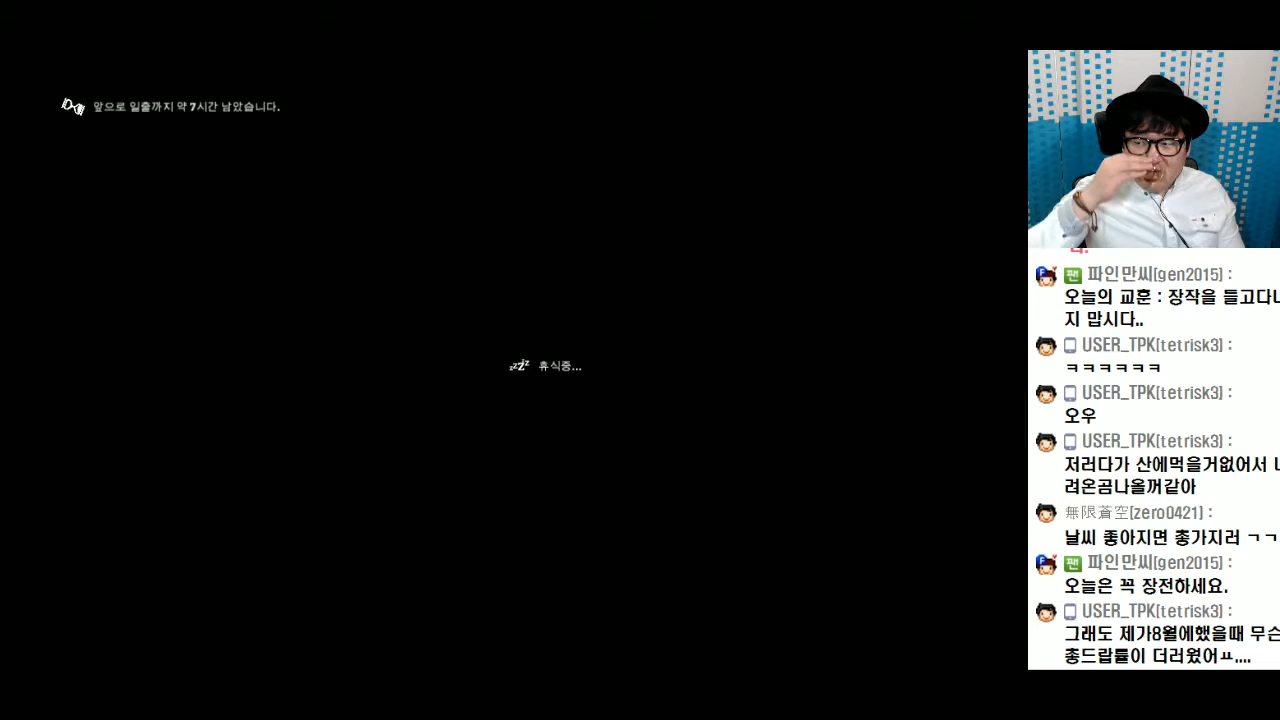 앞으로 일출까지 약 7시간 남았습니다.
zzZzz 휴식중...
팬 파인만씨[gen2015] :
오늘의 교훈 : 장작을 들고다니
지 맙시다..
USER_TPK[tetrisk3] :
ㅋㅋㅋㅋㅋㅋ
USER_TPK[tetrisk3] :
오우
USER_TPK[tetrisk3] :
저러다가 산에먹을거없어서 내
려온곰나올꺼같아
無限蒼空[zero0421] :
날씨 좋아지면 총가지러 ㄱㄱ
팬 파인만씨[gen2015] :
오늘은 꼭 장전하세요.
USER_TPK[tetrisk3] :
그래도 제가8월에했을때 무슨
총드랍률이 더러웠어ㅛ....